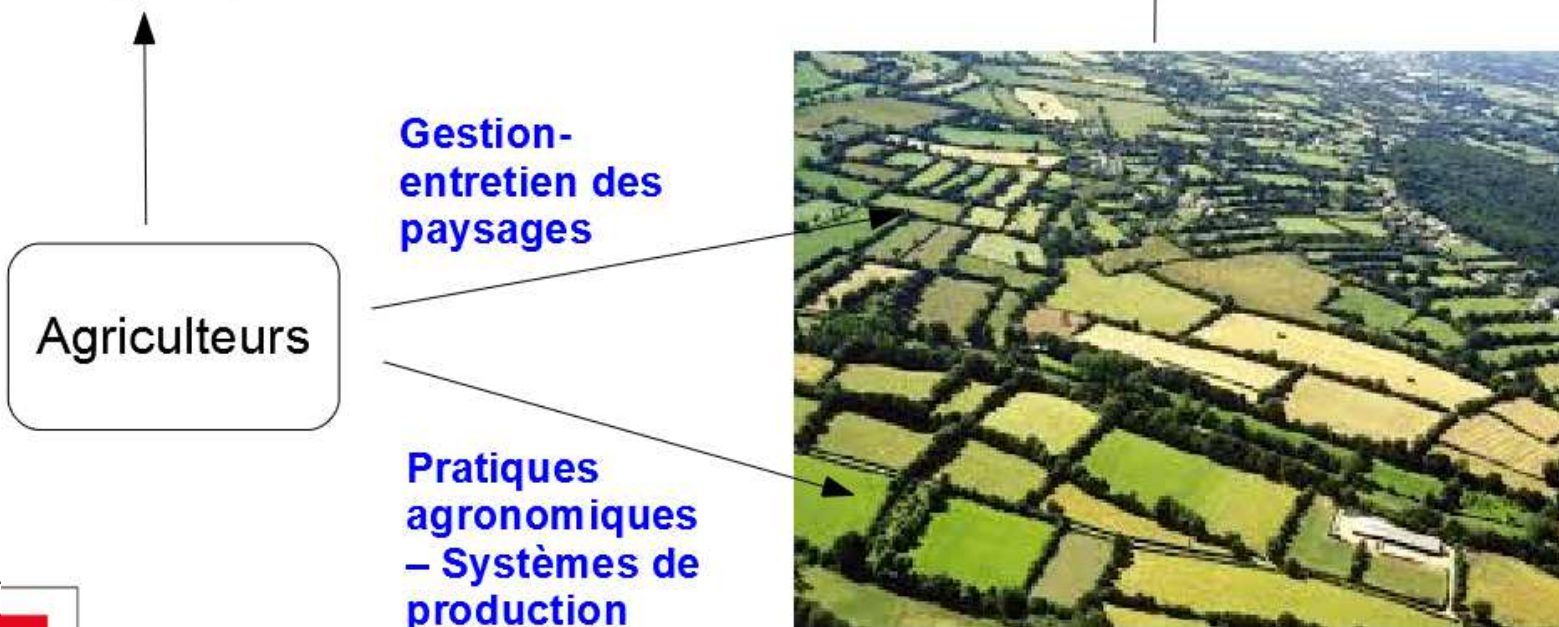 Gestion-
entretien des
paysages
Agriculteurs
Pratiques
agronomiques
– Systèmes de
production